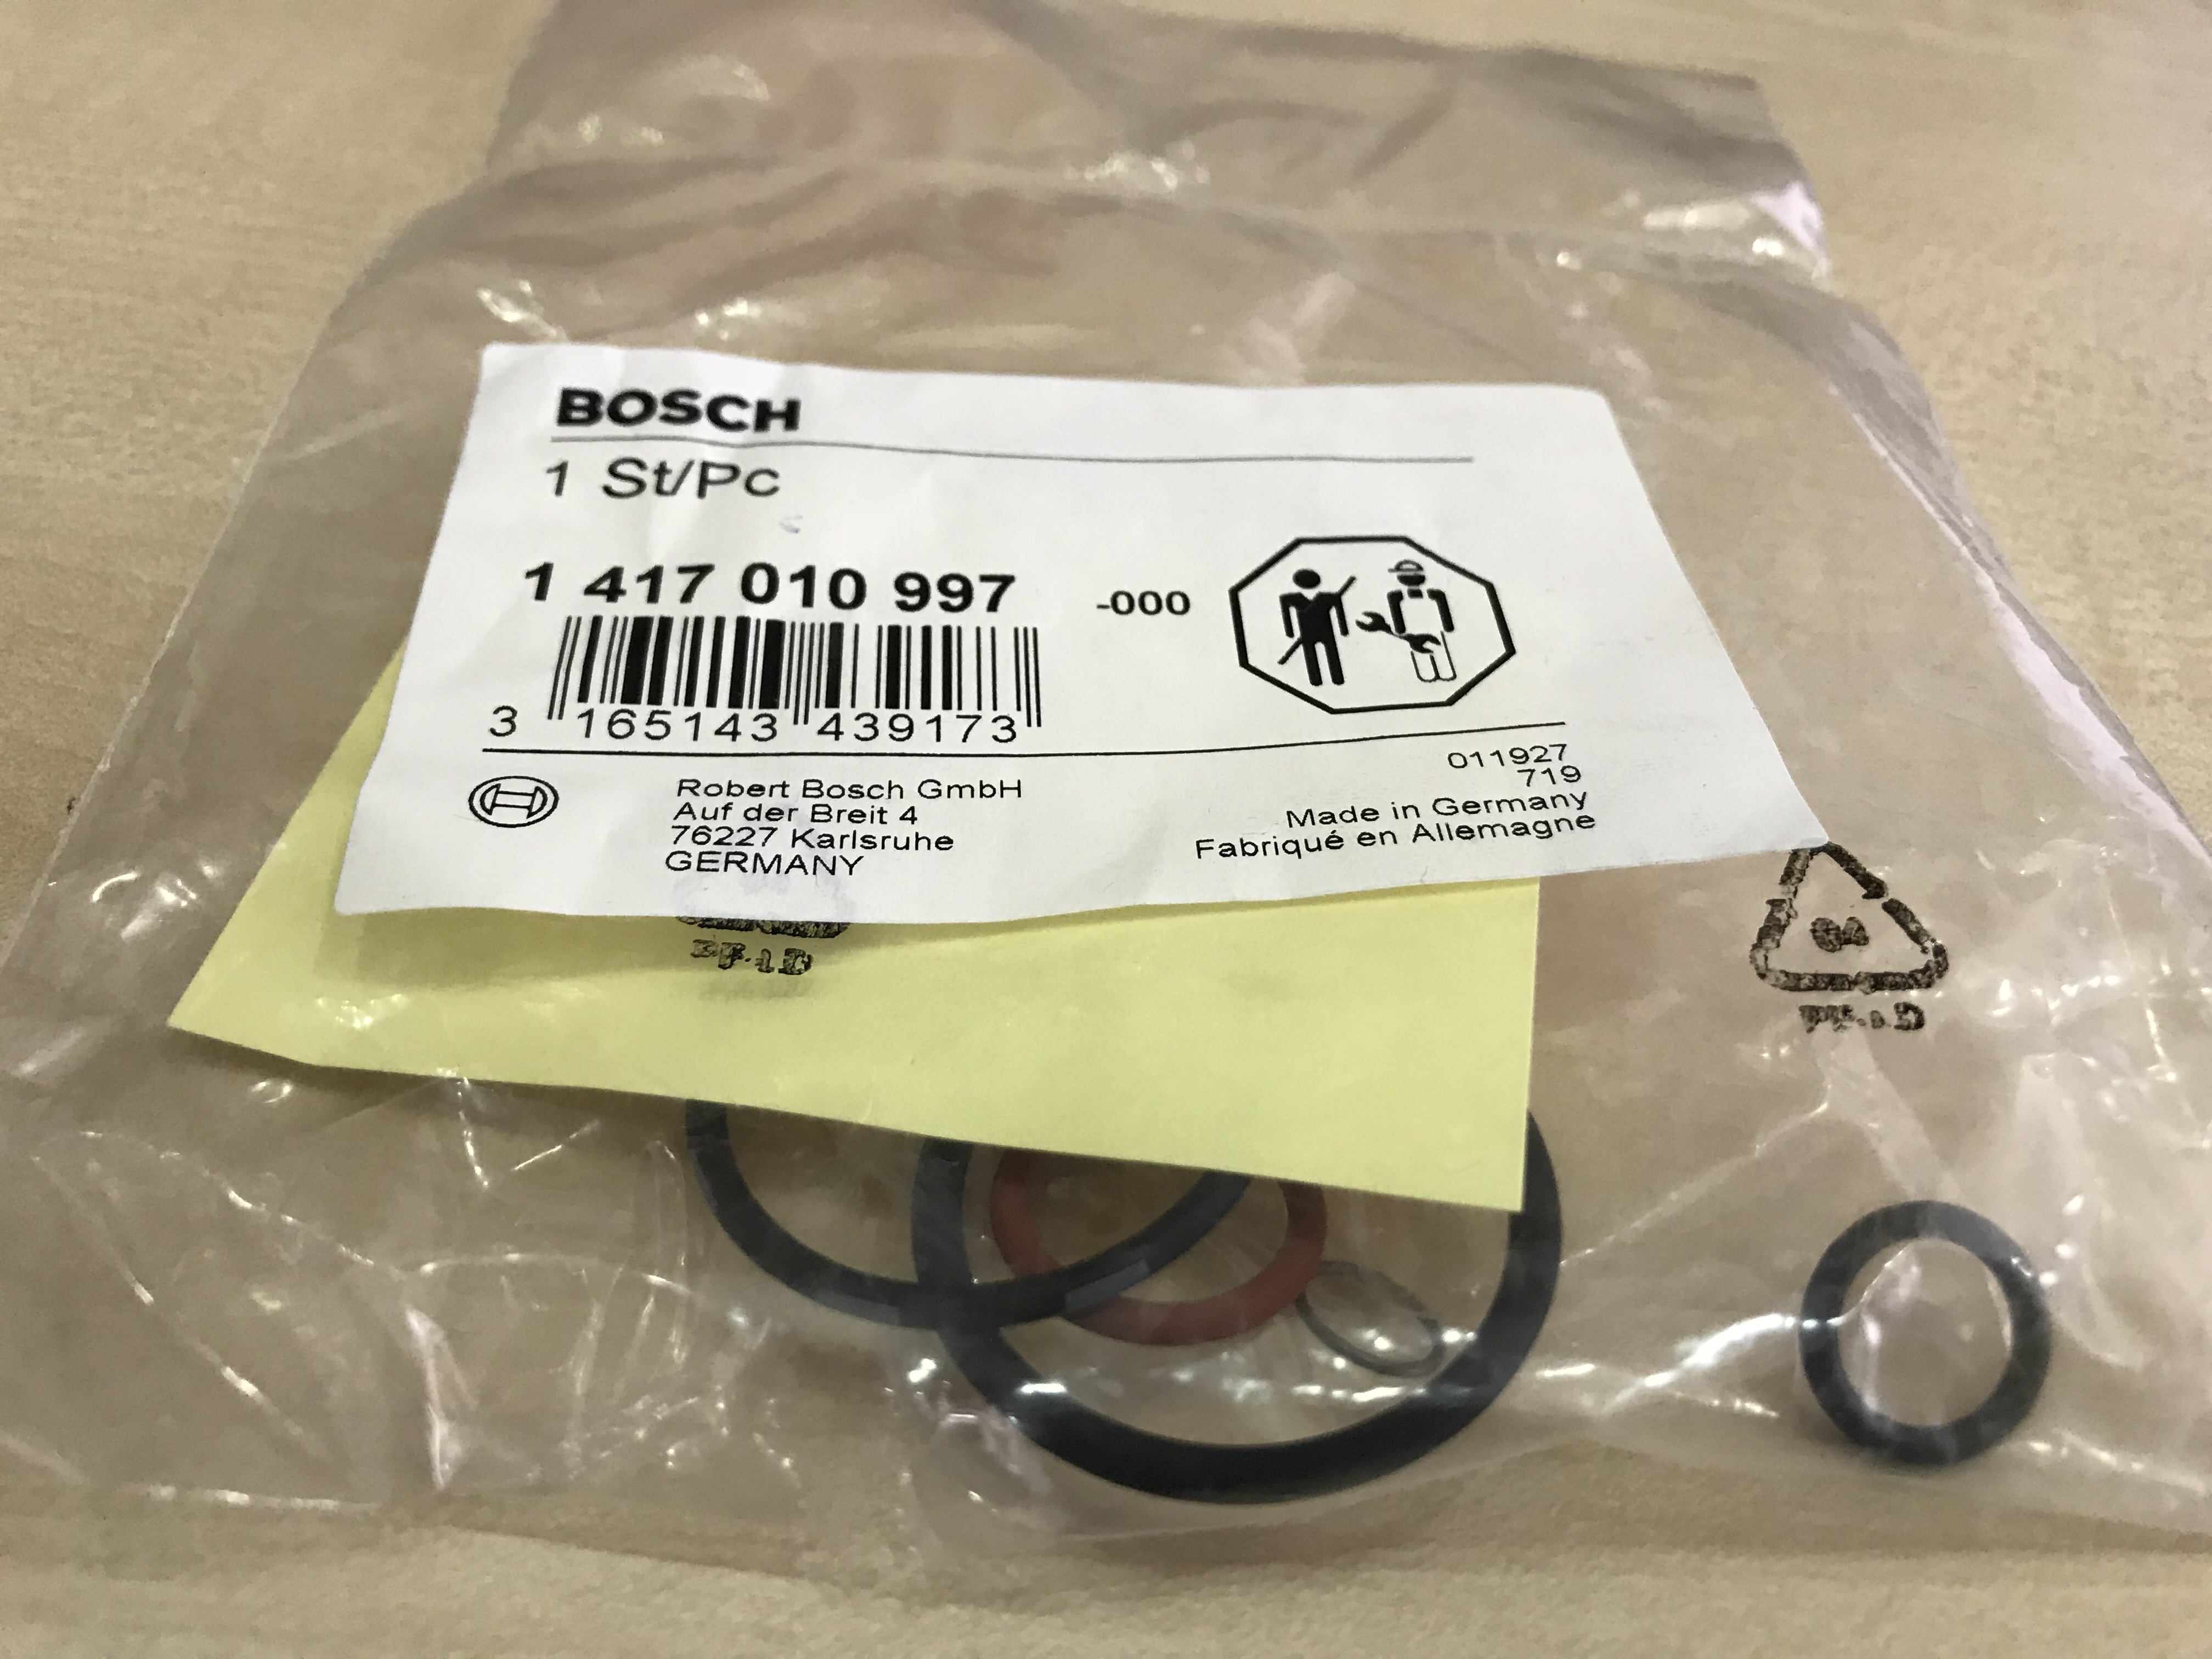 BOSCH
1 St/Pc
1 417 010 997 -000
3 165143 439173
Robert Bosch GmbH
Auf der Breit 4
76227 Karlsruhe
GERMANY
011927
719
Made in Germany
Fabriqué en Allemagne